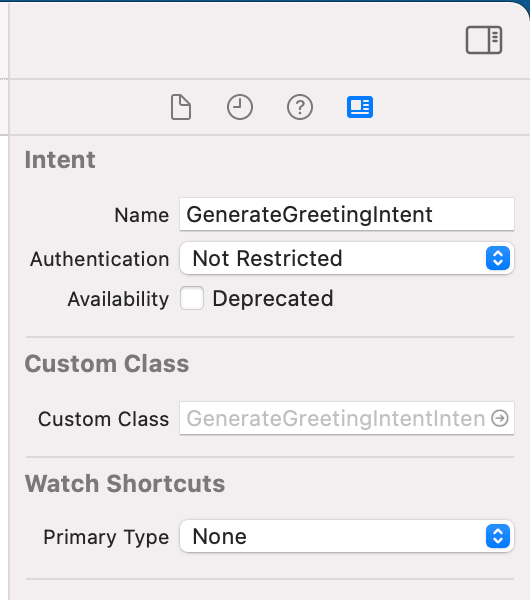 Intent
Name GenerateGreetingIntent
Authentication Not Restricted
Availability Deprecated
Custom Class
Custom Class GenerateGreetingIntentInten
Watch Shortcuts
Primary Type None